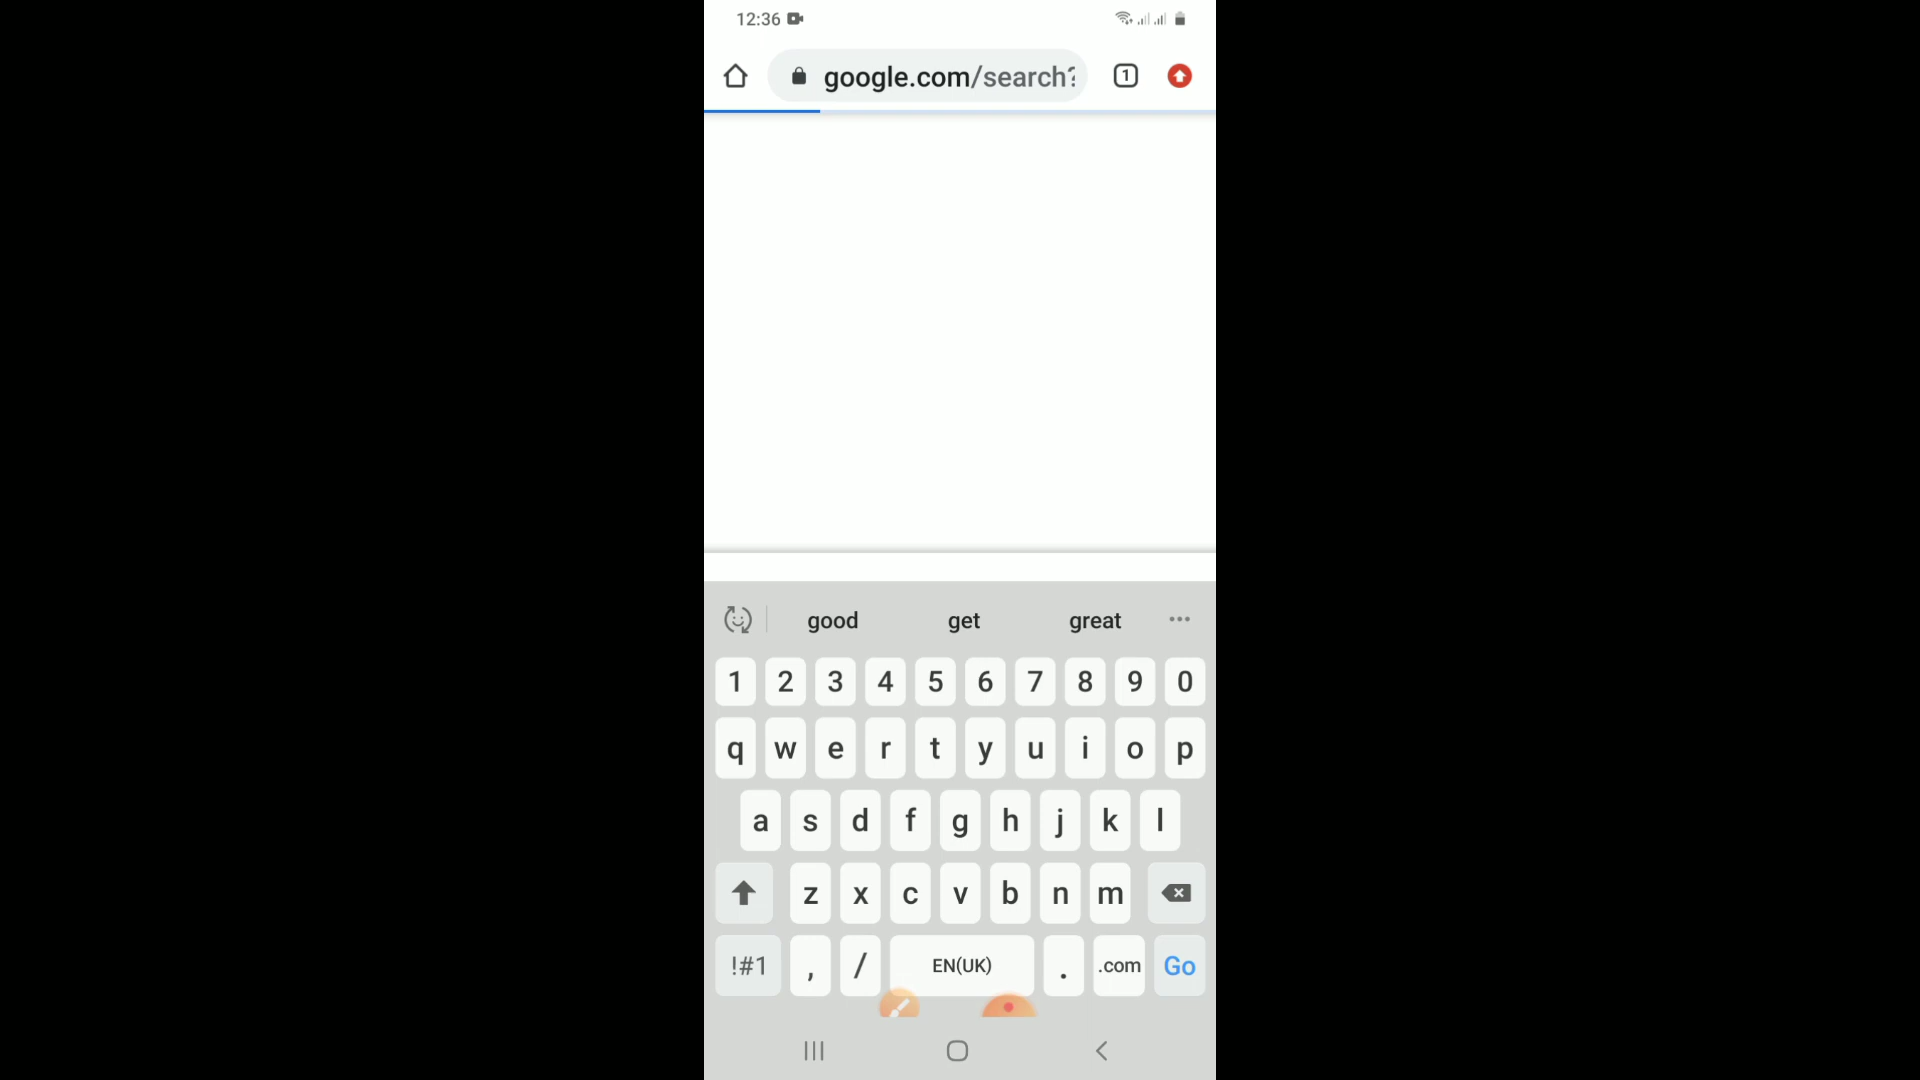 12:36
google.com/search?
1
good get great
1 2 3 4 5 6 7 8 9 0
q w e r t y u i o p
a s d f g h j k l
z x c v b n m
!#1 , / EN(UK) . .com Go